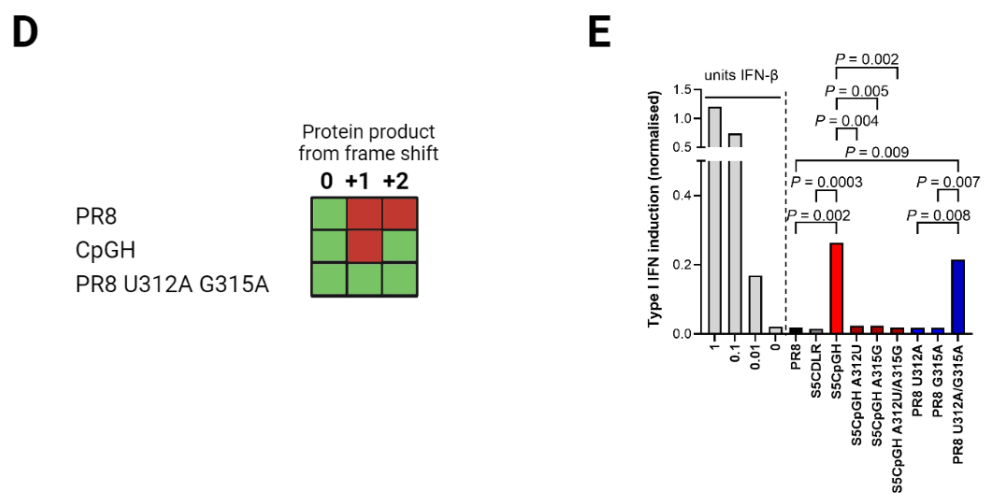 D
Protein product
from frame shift
0 +1 +2
PR8
CpGH
PR8 U312A G315A
E
units IFN-β
Type I IFN induction (normalised)
1.5
1.0
0.5
0.4
0.2
0.0
P = 0.002
P = 0.005
P = 0.004
P = 0.009
P = 0.0003
P = 0.007
P = 0.002
P = 0.008
1
0.1
0.01
0
PR8
S5CDLR
S5CpGH
S5CpGH A312U
S5CpGH A315G
S5CpGH A312U/A315G
PR8 U312A
PR8 G315A
PR8 U312A/G315A